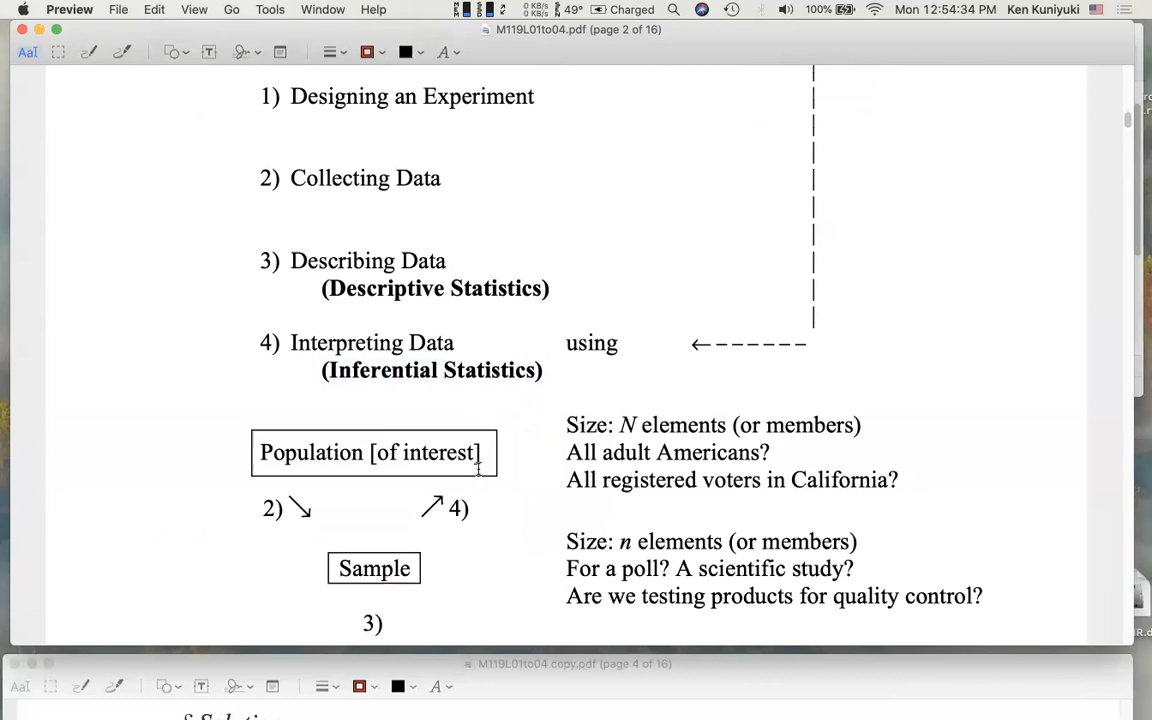 Preview File Edit View Go Tools Window Help 0 KB/s 0 KB/s 49° Charged 100% Mon 12:54:34 PM Ken Kuniyuki
M119L01to04.pdf (page 2 of 16)
1) Designing an Experiment
2) Collecting Data
3) Describing Data
(Descriptive Statistics)
4) Interpreting Data using ←------
(Inferential Statistics)
Population [of interest]
Size: N elements (or members)
All adult Americans?
All registered voters in California?
2) ↘ ↗ 4)
Sample
Size: n elements (or members)
For a poll? A scientific study?
Are we testing products for quality control?
3)
M119L01to04 copy.pdf (page 4 of 16)